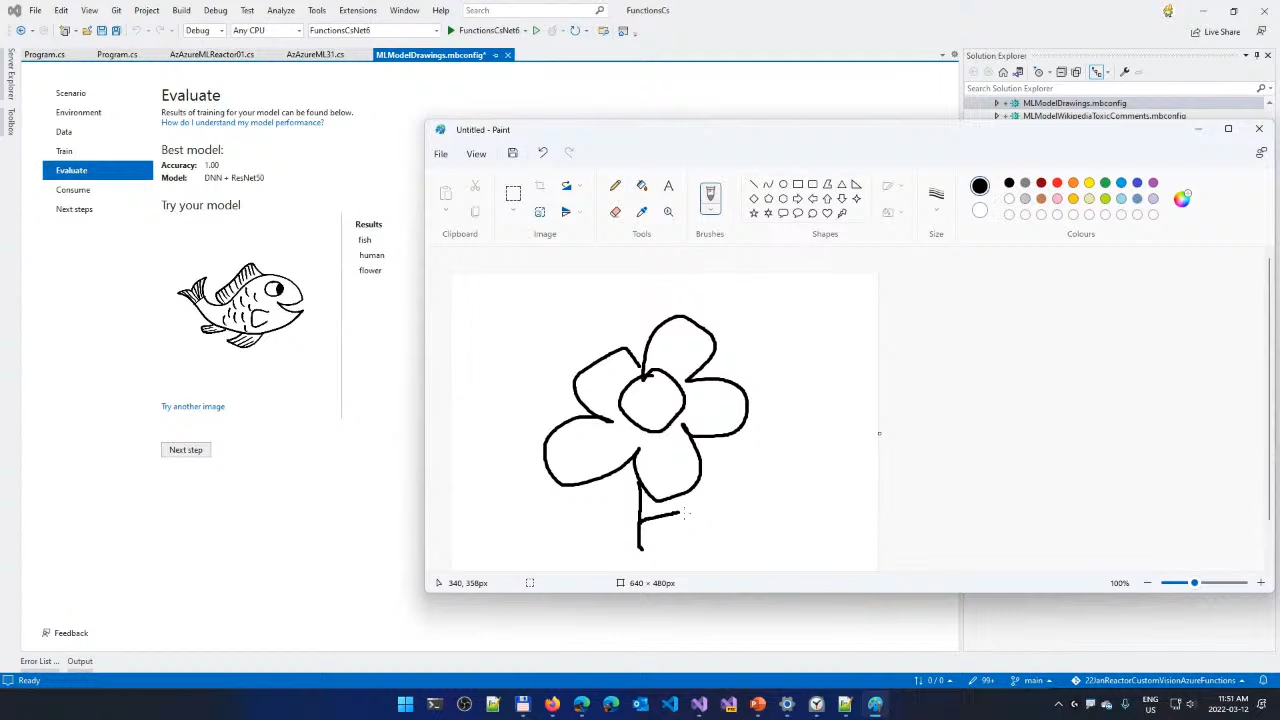 File Edit View Git Project Build Debug Test Analyze Tools Extensions Window Help Search FunctionsCs
Debug Any CPU FunctionsCsNet6 FunctionsCsNet6 Live Share
Program.cs Program.cs AzAzureMLReactor01.cs AzAzureML31.cs MLModelDrawings.mbconfig* Solution Explorer
Server Explorer
Toolbox
Search Solution Explorer
MLModelDrawings.mbconfig
MLModelWikipediaToxicComments.mbconfig
Scenario
Environment
Data
Train
Evaluate
Consume
Next steps
Evaluate
Results of training for your model can be found below.
How do I understand my model performance?
Best model:
Accuracy: 1.00
Model: DNN + ResNet50
Try your model
Results
fish
human
flower
Try another image
Next step
Feedback
Untitled - Paint
File View
Clipboard Image Tools Brushes Shapes Size Colours
340, 358px 640 × 480px 100%
Error List ... Output
Ready 0 / 0 99+ main 22JanReactorCustomVisionAzureFunctions
ENG
US
11:51 AM
2022-03-12